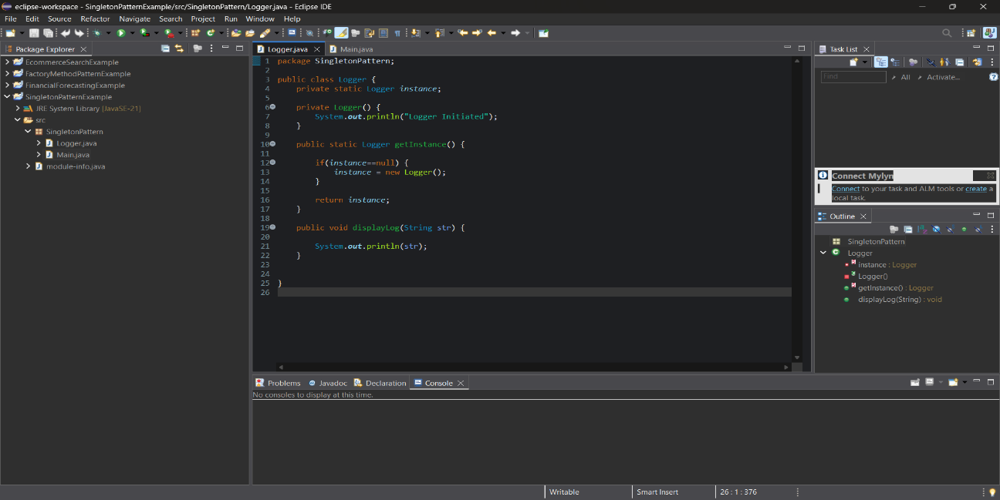 eclipse-workspace - SingletonPatternExample/src/SingletonPattern/Logger.java - Eclipse IDE
File Edit Source Refactor Navigate Search Project Run Window Help
Package Explorer
EcommerceSearchExample
FactoryMethodPatternExample
FinancialForecastingExample
SingletonPatternExample
JRE System Library [JavaSE-21]
src
SingletonPattern
Logger.java
Main.java
module-info.java
Logger.java Main.java
1 package SingletonPattern;
2
3 public class Logger {
4 private static Logger instance;
5
6 private Logger() {
7 System.out.println("Logger Initiated");
8 }
9
10 public static Logger getInstance() {
11
12 if(instance==null) {
13 instance = new Logger();
14 }
15
16 return instance;
17 }
18
19 public void displayLog(String str) {
20
21 System.out.println(str);
22 }
23
24
25 }
26
Task List
Find All Activate...
Connect Mylyn
Connect to your task and ALM tools or create a
local task.
Outline
SingletonPattern
Logger
instance : Logger
Logger()
getInstance() : Logger
displayLog(String) : void
Problems Javadoc Declaration Console
No consoles to display at this time.
Writable Smart Insert 26 : 1 : 376